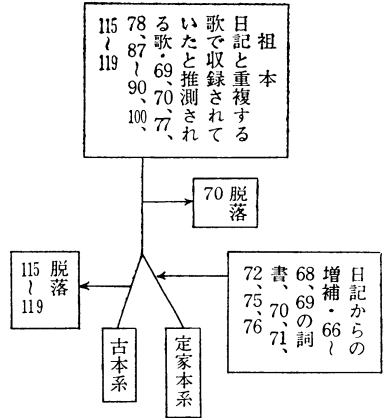 祖本
日記と重複する
歌で収録されて
いたと推測され
る歌・69、70、77、
78、87〜90、100、
115〜119
70脱落
日記からの
増補・66〜
68、69の詞
書、70、71、
72、75、76
脱落
115〜119
定家本系
古本系